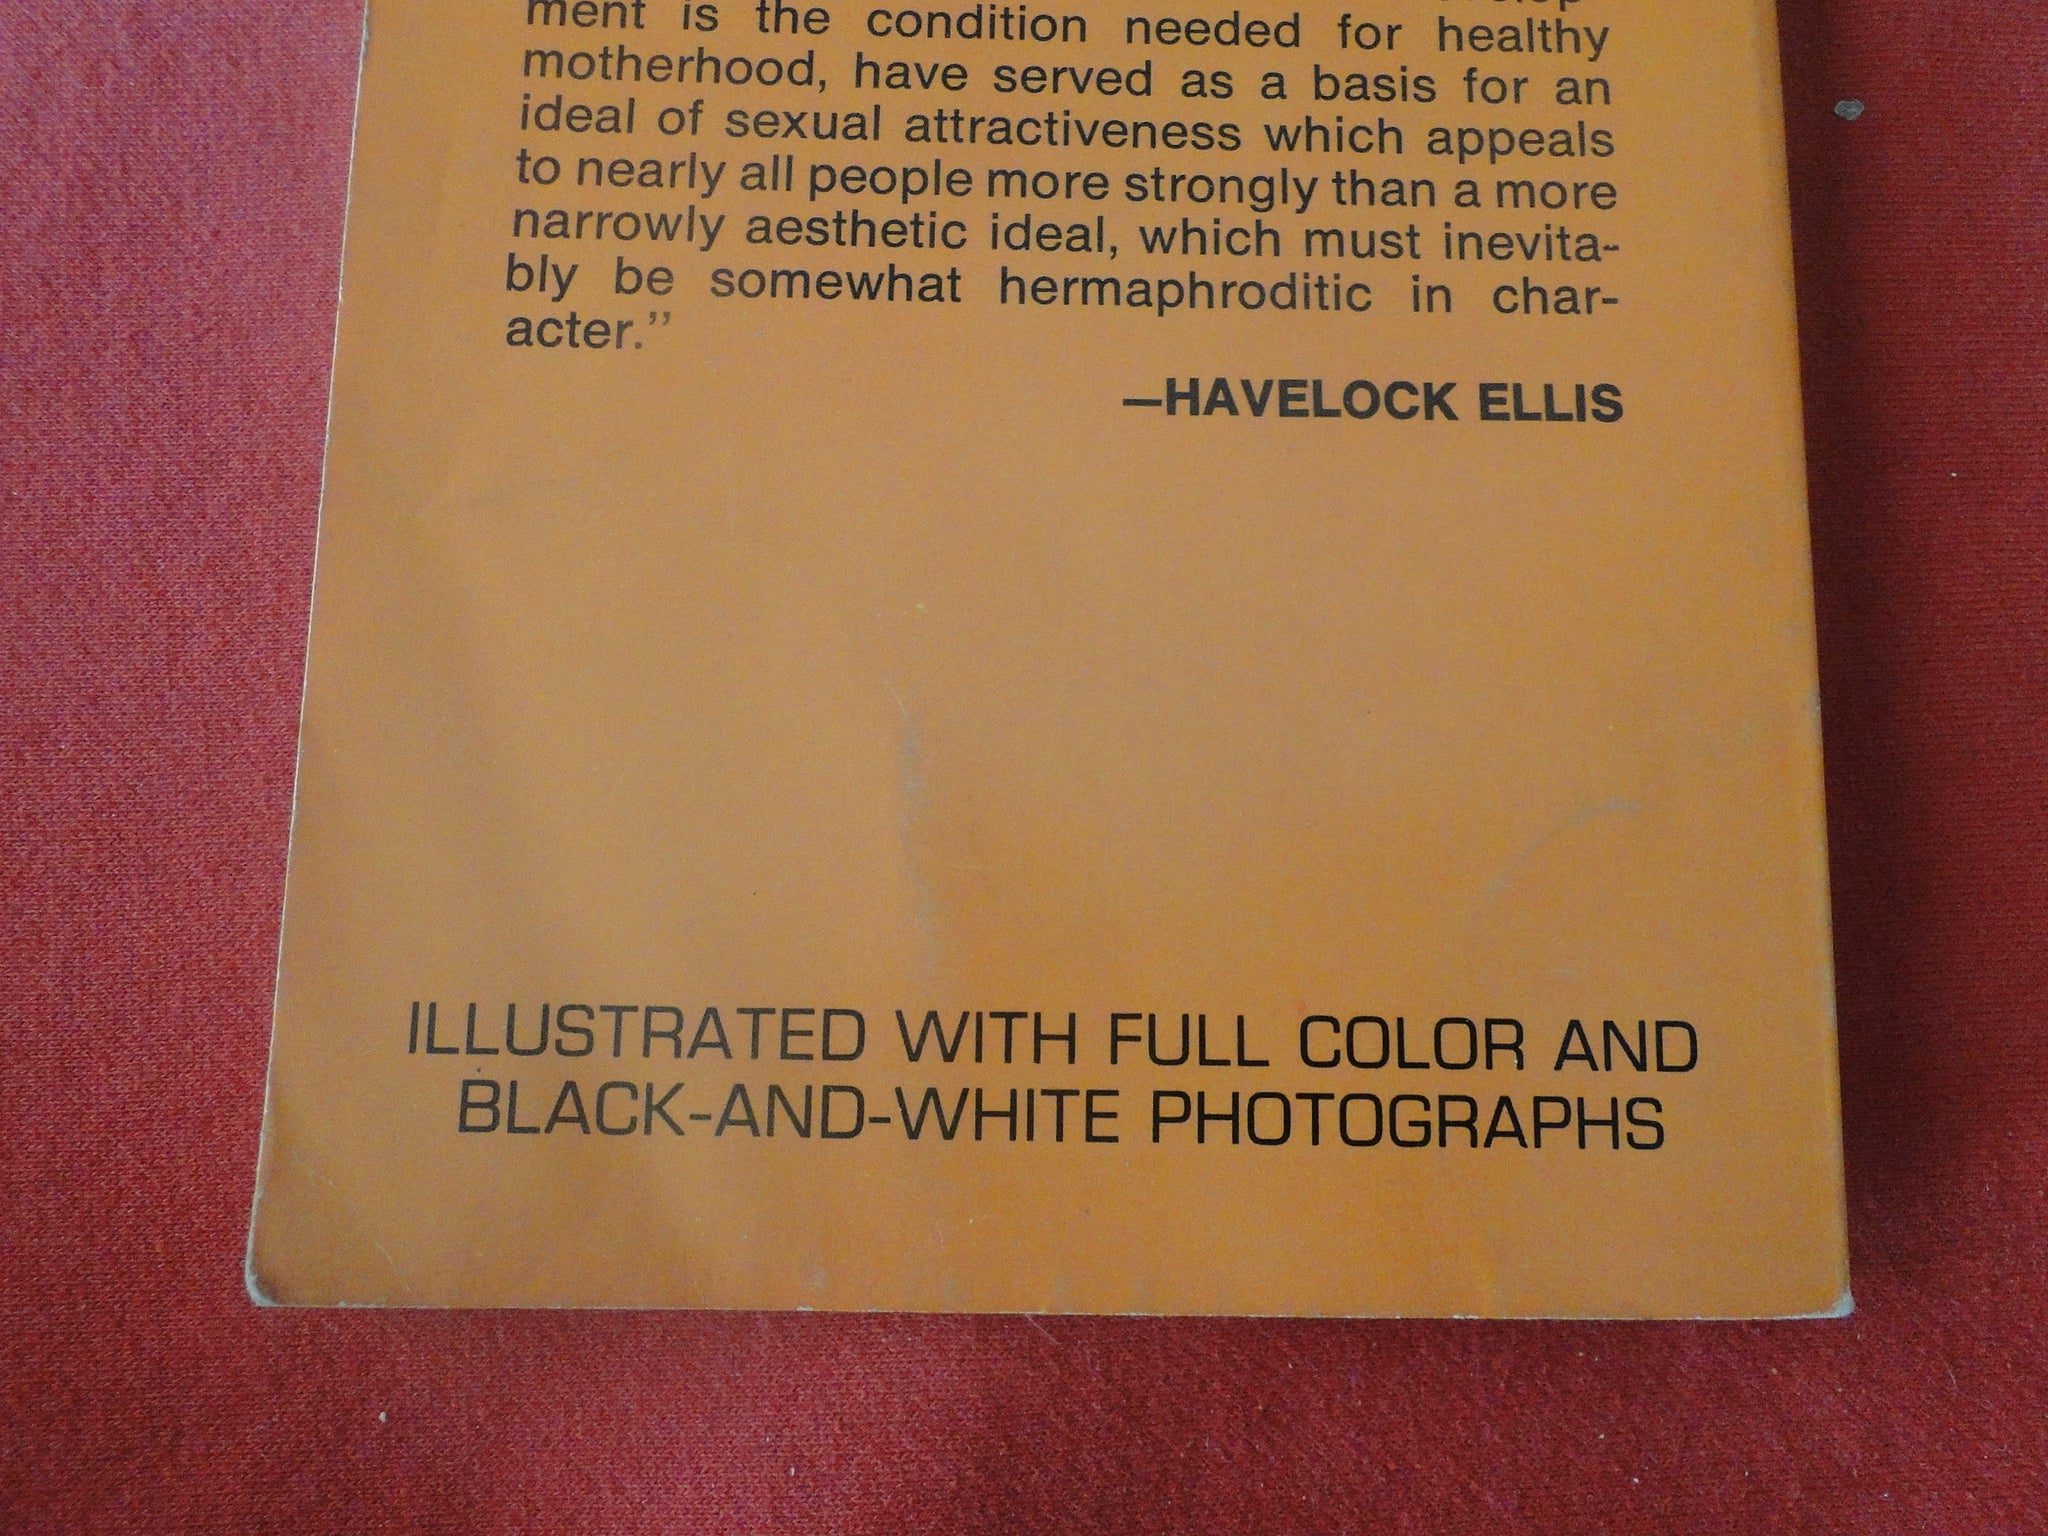 ment is the condition needed for healthy
motherhood, have served as a basis for an
ideal of sexual attractiveness which appeals
to nearly all people more strongly than a more
narrowly aesthetic ideal, which must inevita-
bly be somewhat hermaphroditic in char-
acter.”
—HAVELOCK ELLIS
ILLUSTRATED WITH FULL COLOR AND
BLACK-AND-WHITE PHOTOGRAPHS